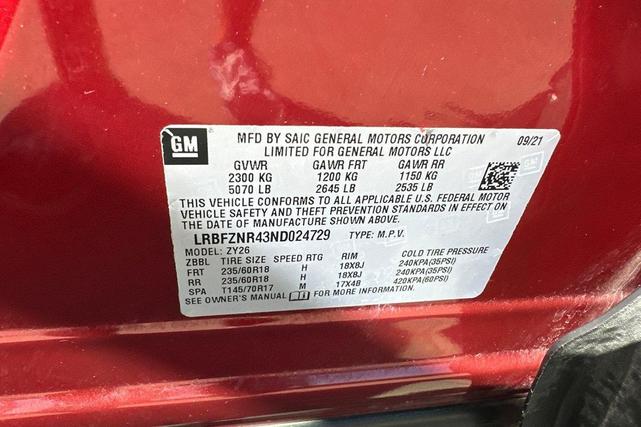 GM
MFD BY SAIC GENERAL MOTORS CORPORATION 09/21
LIMITED FOR GENERAL MOTORS LLC
GVWR GAWR FRT GAWR RR
2300 KG 1200 KG 1150 KG
5070 LB 2645 LB 2535 LB
THIS VEHICLE CONFORMS TO ALL APPLICABLE U.S. FEDERAL MOTOR
VEHICLE SAFETY AND THEFT PREVENTION STANDARDS IN EFFECT ON THE
DATE OF MANUFACTURE SHOWN ABOVE.
LRBFZNR43ND024729 TYPE: M.P.V.
MODEL: ZY26
ZBBL TIRE SIZE SPEED RTG RIM COLD TIRE PRESSURE
FRT 235/60R18 H 18X8J 240KPA(35PSI)
RR 235/60R18 H 18X8J 240KPA(35PSI)
SPA T145/70R17 M 17X4B 420KPA(60PSI)
SEE OWNER'S MANUAL FOR MORE INFORMATION.